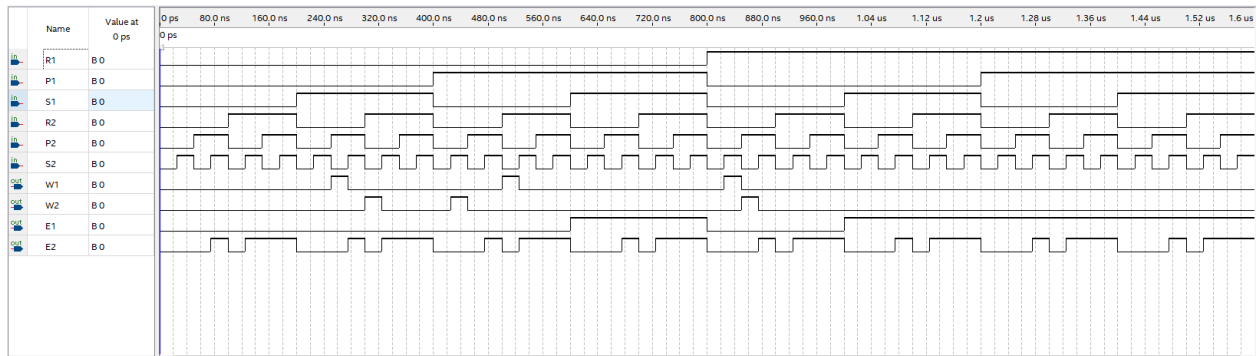 Name Value at 0 ps
0 ps 80.0 ns 160.0 ns 240.0 ns 320.0 ns 400.0 ns 480.0 ns 560.0 ns 640.0 ns 720.0 ns 800.0 ns 880.0 ns 960.0 ns 1.04 us 1.12 us 1.2 us 1.28 us 1.36 us 1.44 us 1.52 us 1.6 us
0 ps
in R1 B 0
in P1 B 0
in S1 B 0
in R2 B 0
in P2 B 0
in S2 B 0
out W1 B 0
out W2 B 0
out E1 B 0
out E2 B 0